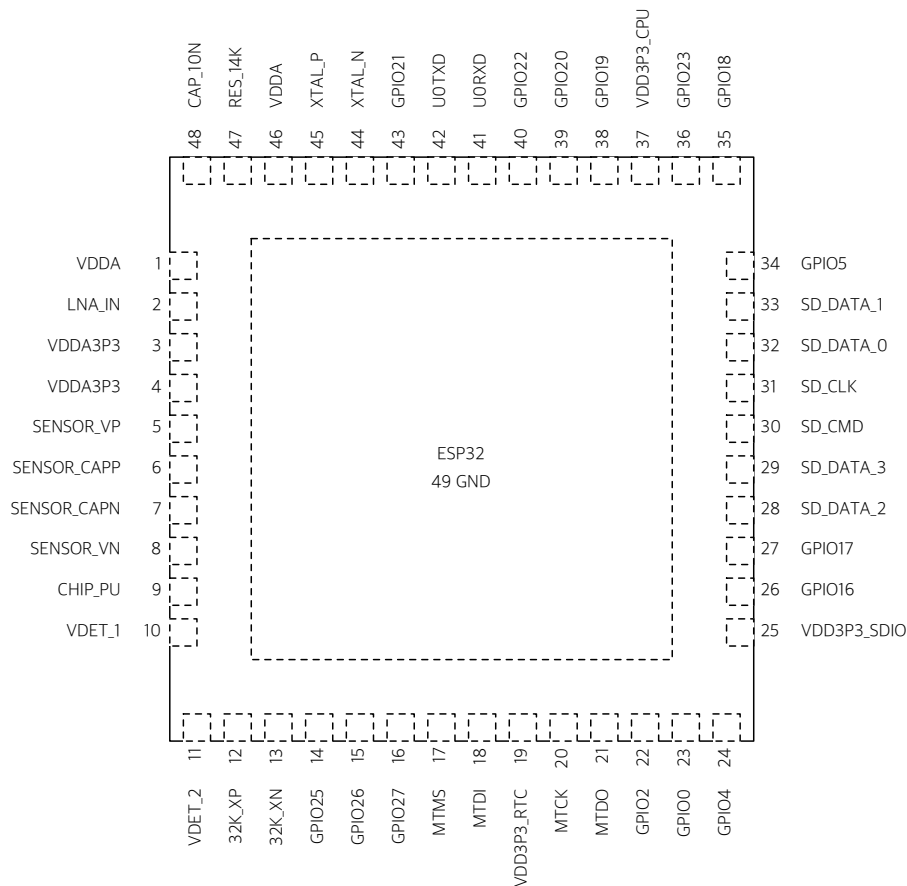 CAP_10N
RES_14K
VDDA
XTAL_P
XTAL_N
GPIO21
U0TXD
U0RXD
GPIO22
GPIO20
GPIO19
VDD3P3_CPU
GPIO23
GPIO18
48
47
46
45
44
43
42
41
40
39
38
37
36
35
VDDA 1
LNA_IN 2
VDDA3P3 3
VDDA3P3 4
SENSOR_VP 5
SENSOR_CAPP 6
SENSOR_CAPN 7
SENSOR_VN 8
CHIP_PU 9
VDET_1 10
ESP32
49 GND
34 GPIO5
33 SD_DATA_1
32 SD_DATA_0
31 SD_CLK
30 SD_CMD
29 SD_DATA_3
28 SD_DATA_2
27 GPIO17
26 GPIO16
25 VDD3P3_SDIO
11
12
13
14
15
16
17
18
19
20
21
22
23
24
VDET_2
32K_XP
32K_XN
GPIO25
GPIO26
GPIO27
MTMS
MTDI
VDD3P3_RTC
MTCK
MTDO
GPIO2
GPIO0
GPIO4